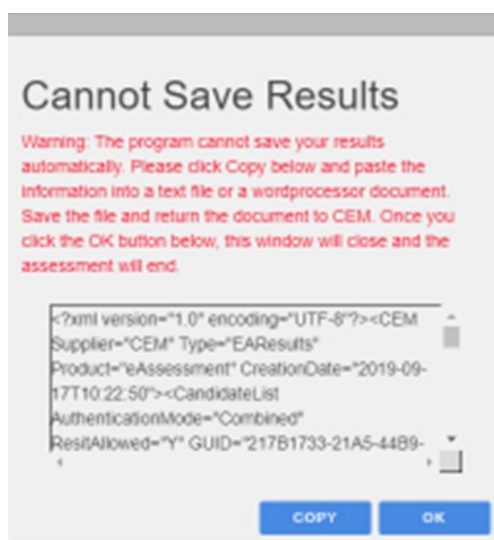 Cannot Save Results
Warning: The program cannot save your results
automatically. Please click Copy below and paste the
information into a text file or a wordprocessor document.
Save the file and return the document to CEM. Once you
click the OK button below, this window will close and the
assessment will end.
<?xml version="1.0" encoding="UTF-8"?><CEM
Supplier="CEM" Type="EAResults"
Product="eAssessment" CreationDate="2019-09-
17T10:22:50"><CandidateList
AuthenticationMode="Combined"
ResitAllowed="Y" GUID="217B1733-21A5-44B9-
COPY
OK